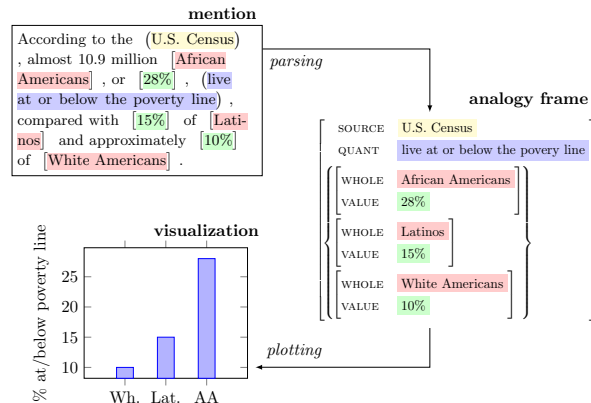 mention
According to the (U.S. Census)
, almost 10.9 million [African
Americans] , or [28%] , (live
at or below the poverty line) ,
compared with [15%] of [Lati-
nos] and approximately [10%]
of [White Americans] .
parsing
analogy frame
SOURCE U.S. Census
QUANT live at or below the poverty line
WHOLE African Americans
VALUE 28%
WHOLE Latinos
VALUE 15%
WHOLE White Americans
VALUE 10%
plotting
visualization
% at/below poverty line
25
20
15
10
Wh. Lat. AA